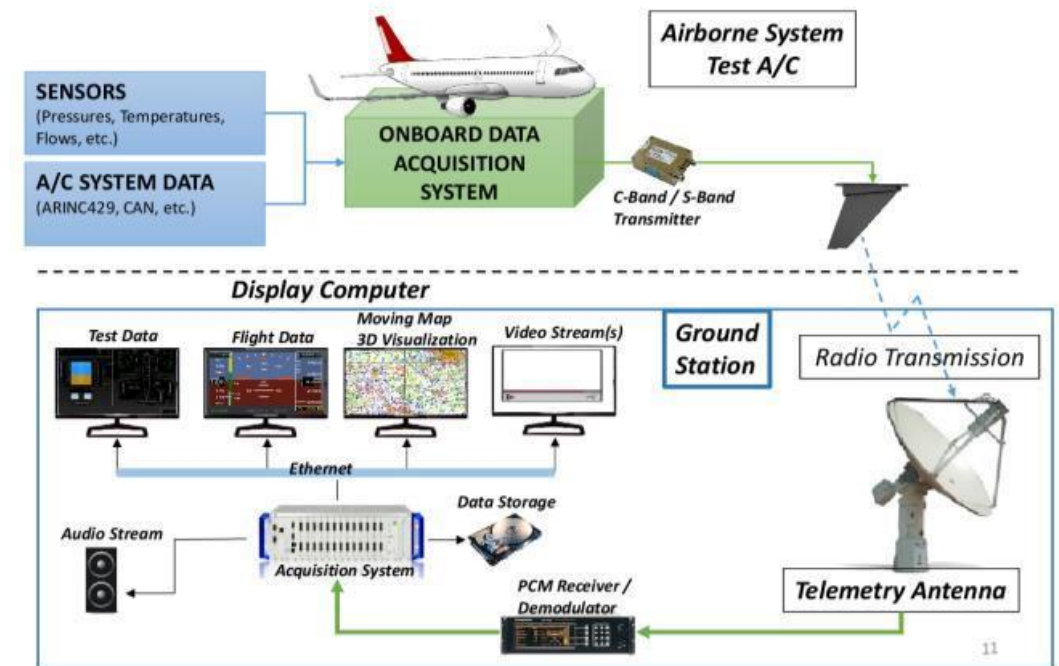 Airborne System
Test A/C
SENSORS
(Pressures, Temperatures,
Flows, etc.)
ONBOARD DATA
ACQUISITION
SYSTEM
A/C SYSTEM DATA
(ARINC429, CAN, etc.)
C-Band / S-Band
Transmitter
Display Computer
Test Data
Flight Data
Moving Map
3D Visualization
Video Stream(s)
Ground
Station
Radio Transmission
Ethernet
Data Storage
Audio Stream
Acquisition System
PCM Receiver /
Demodulator
Telemetry Antenna
11